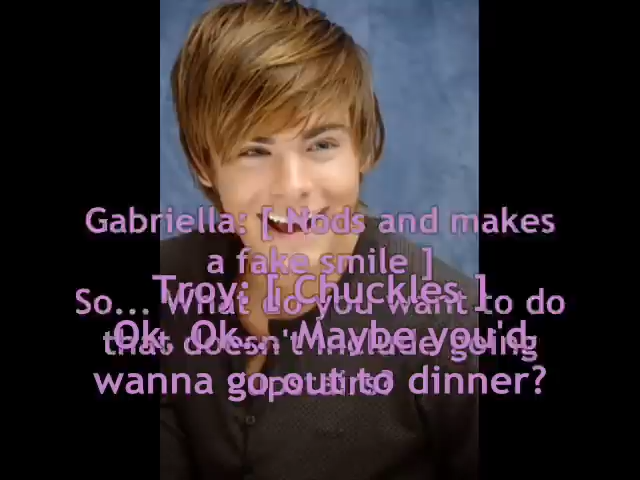 Gabriella: [ Nods and makes
a fake smile ]
So... What do you want to do
that doesn't include going
upstairs?
Troy: [ Chuckles ]
Ok.. Ok... Maybe you'd
wanna go out to dinner?